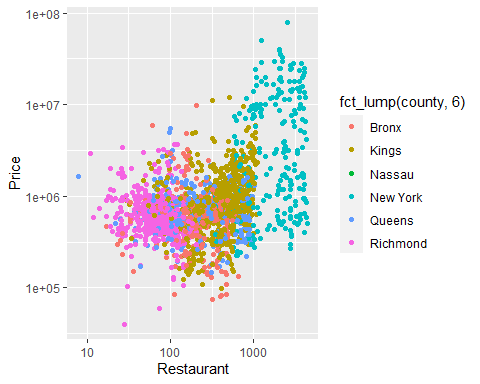 1e+08
1e+07
1e+06
1e+05
Price
10
100
1000
Restaurant
fct_lump(county, 6)
Bronx
Kings
Nassau
New York
Queens
Richmond